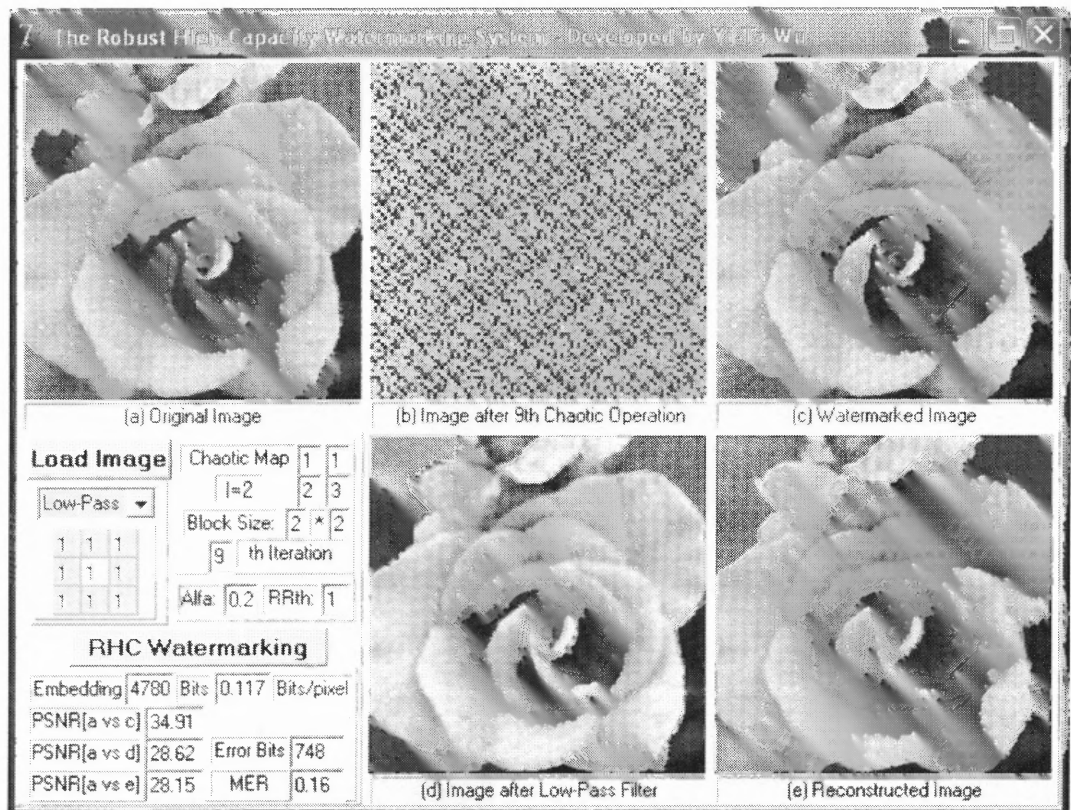 The Robust High-Capacity Watermarking System - Developed by Yi-Ta Wu
(a) Original Image
(b) Image after 9th Chaotic Operation
(c) Watermarked Image
Load Image
Low-Pass
1 1 1
1 1 1
1 1 1
Chaotic Map 1 1
l=2 2 3
Block Size: 2 * 2
9 th Iteration
Alfa: 0.2 RRth: 1
RHC Watermarking
Embedding 4780 Bits 0.117 Bits/pixel
PSNR[a vs c] 34.91
PSNR[a vs d] 28.62 Error Bits 748
PSNR[a vs e] 28.15 MER 0.16
(d) Image after Low-Pass Filter
(e) Reconstructed Image